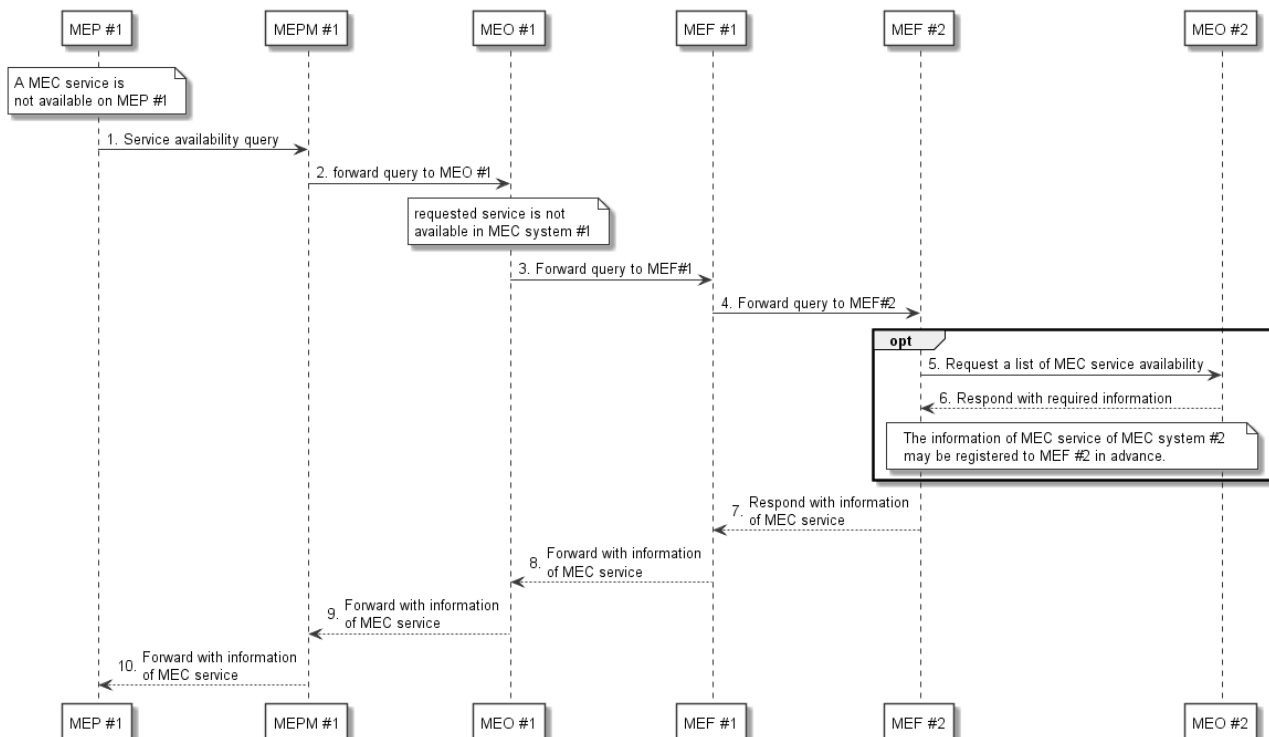 MEP #1
MEPM #1
MEO #1
MEF #1
MEF #2
MEO #2
A MEC service is
not available on MEP #1
1. Service availability query
2. forward query to MEO #1
requested service is not
available in MEC system #1
3. Forward query to MEF#1
4. Forward query to MEF#2
opt
5. Request a list of MEC service availability
6. Respond with required information
The information of MEC service of MEC system #2
may be registered to MEF #2 in advance.
7. Respond with information
of MEC service
8. Forward with information
of MEC service
9. Forward with information
of MEC service
10. Forward with information
of MEC service
MEP #1
MEPM #1
MEO #1
MEF #1
MEF #2
MEO #2